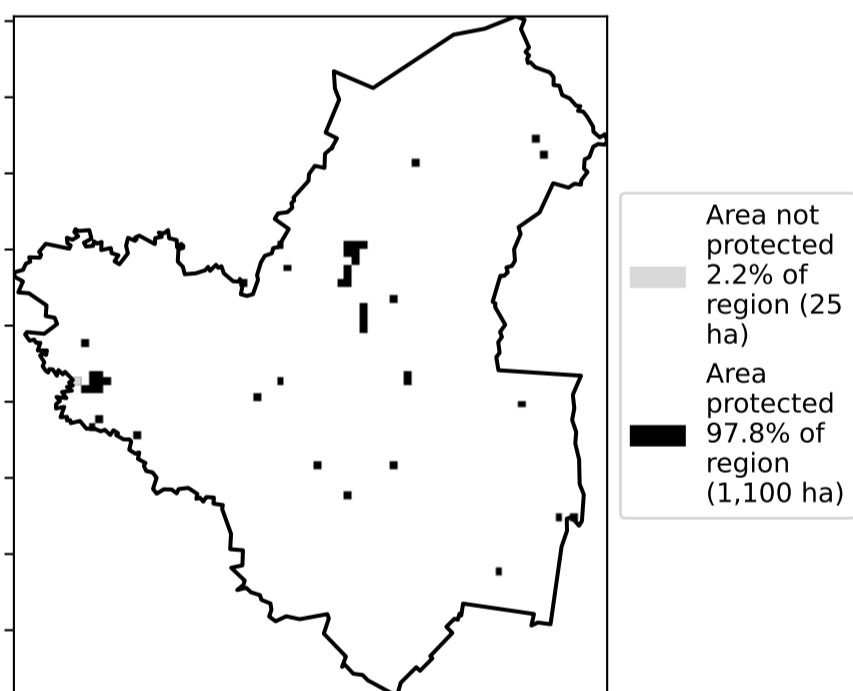 Area not
protected
2.2% of
region (25
ha)
Area
protected
97.8% of
region
(1,100 ha)